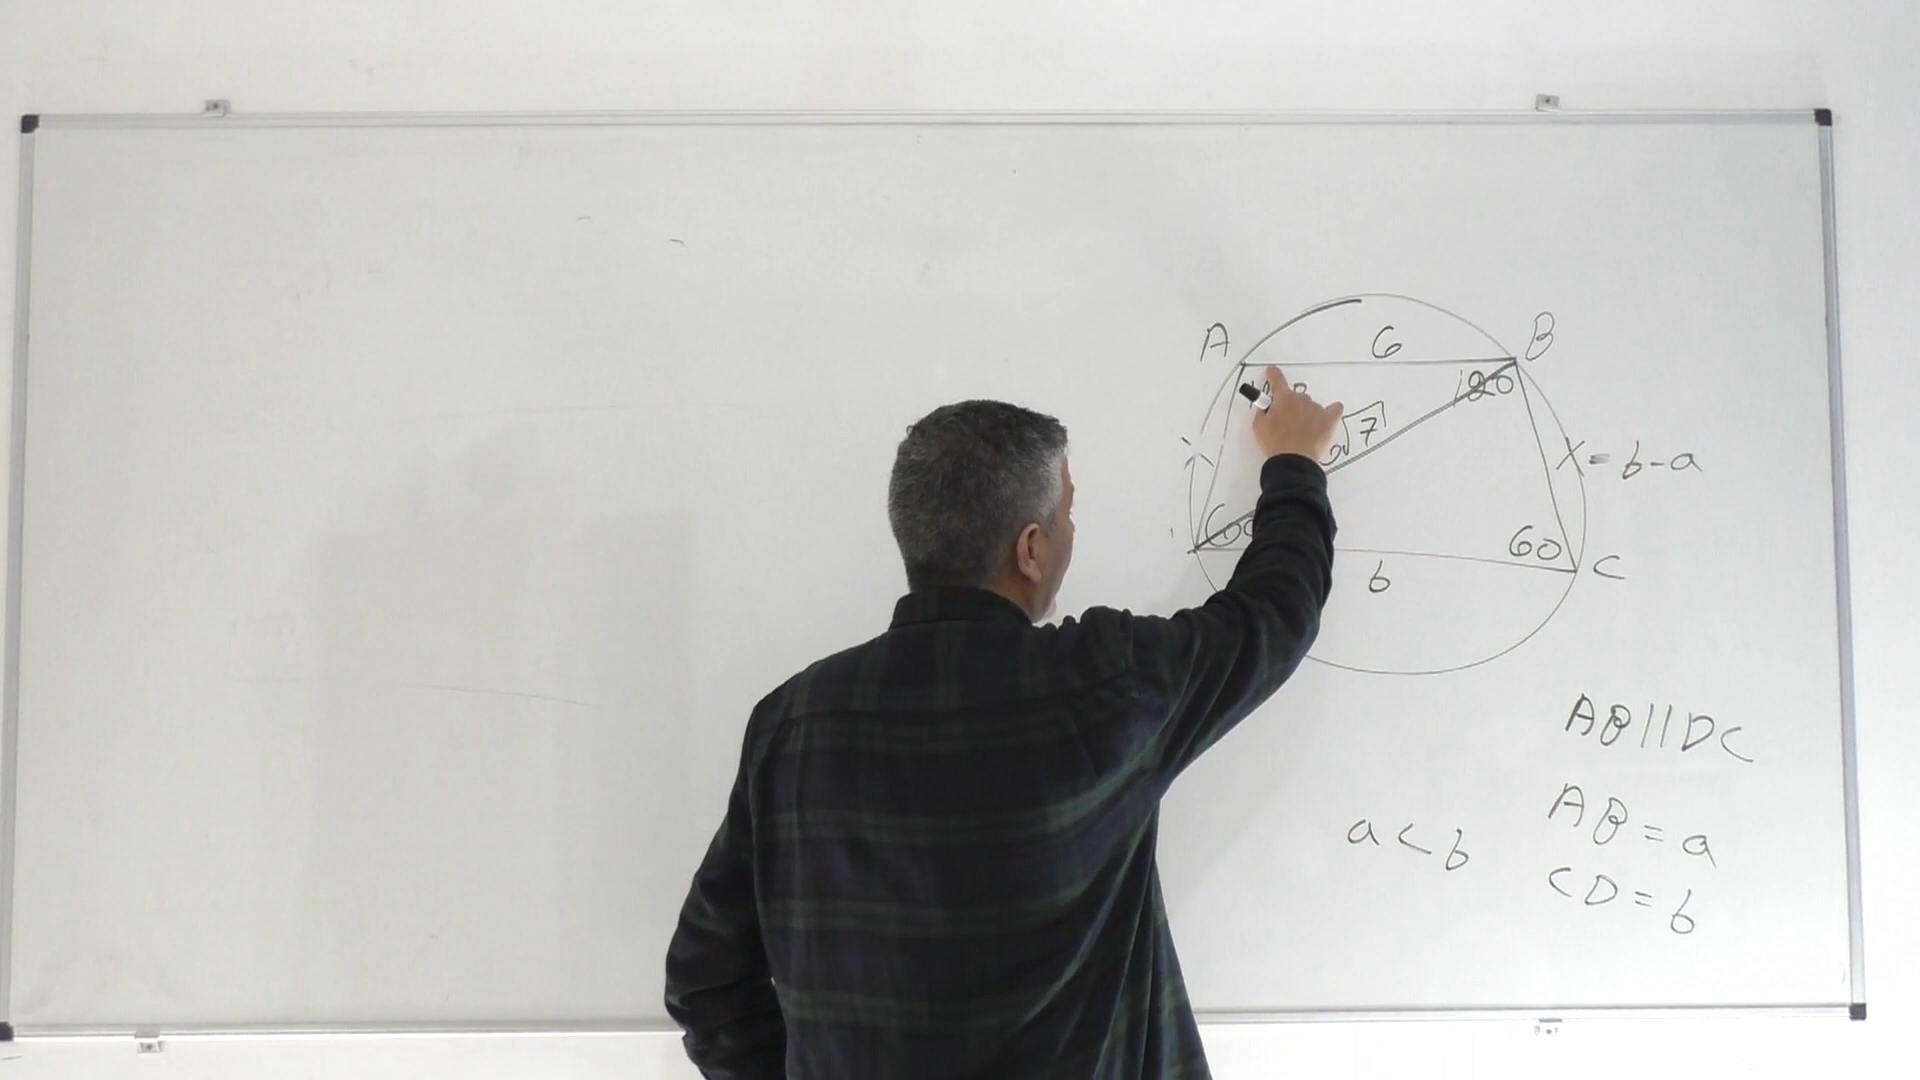 A 6 B
120
√7
X = b - a
60
60 C
b
AB // DC
AB = a
a < b
CD = b